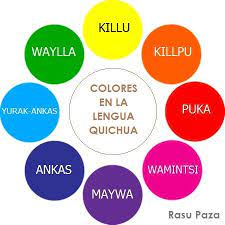 KILLU
WAYLLA
KILLPU
COLORES
EN LA
LENGUA
QUICHUA
YURAK-ANKAS
PUKA
ANKAS
WAMINTSI
MAYWA
Rasu Paza